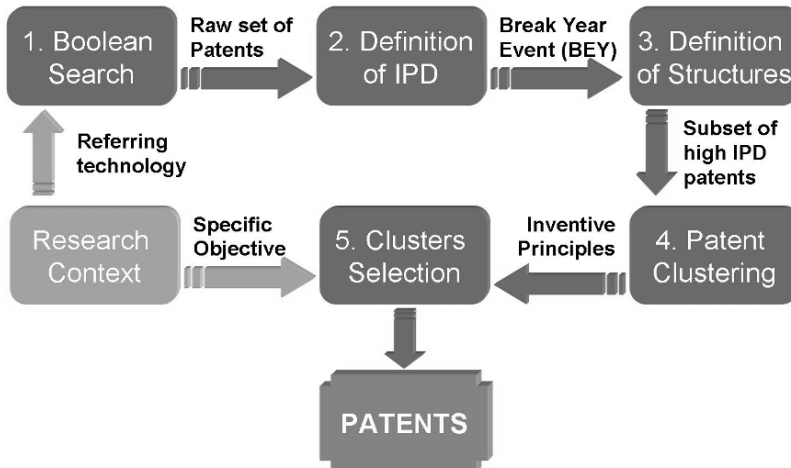 1. Boolean
Search
Raw set of
Patents
2. Definition
of IPD
Break Year
Event (BEY)
3. Definition
of Structures
Referring
technology
Subset of
high IPD
patents
Research
Context
Specific
Objective
5. Clusters
Selection
Inventive
Principles
4. Patent
Clustering
PATENTS